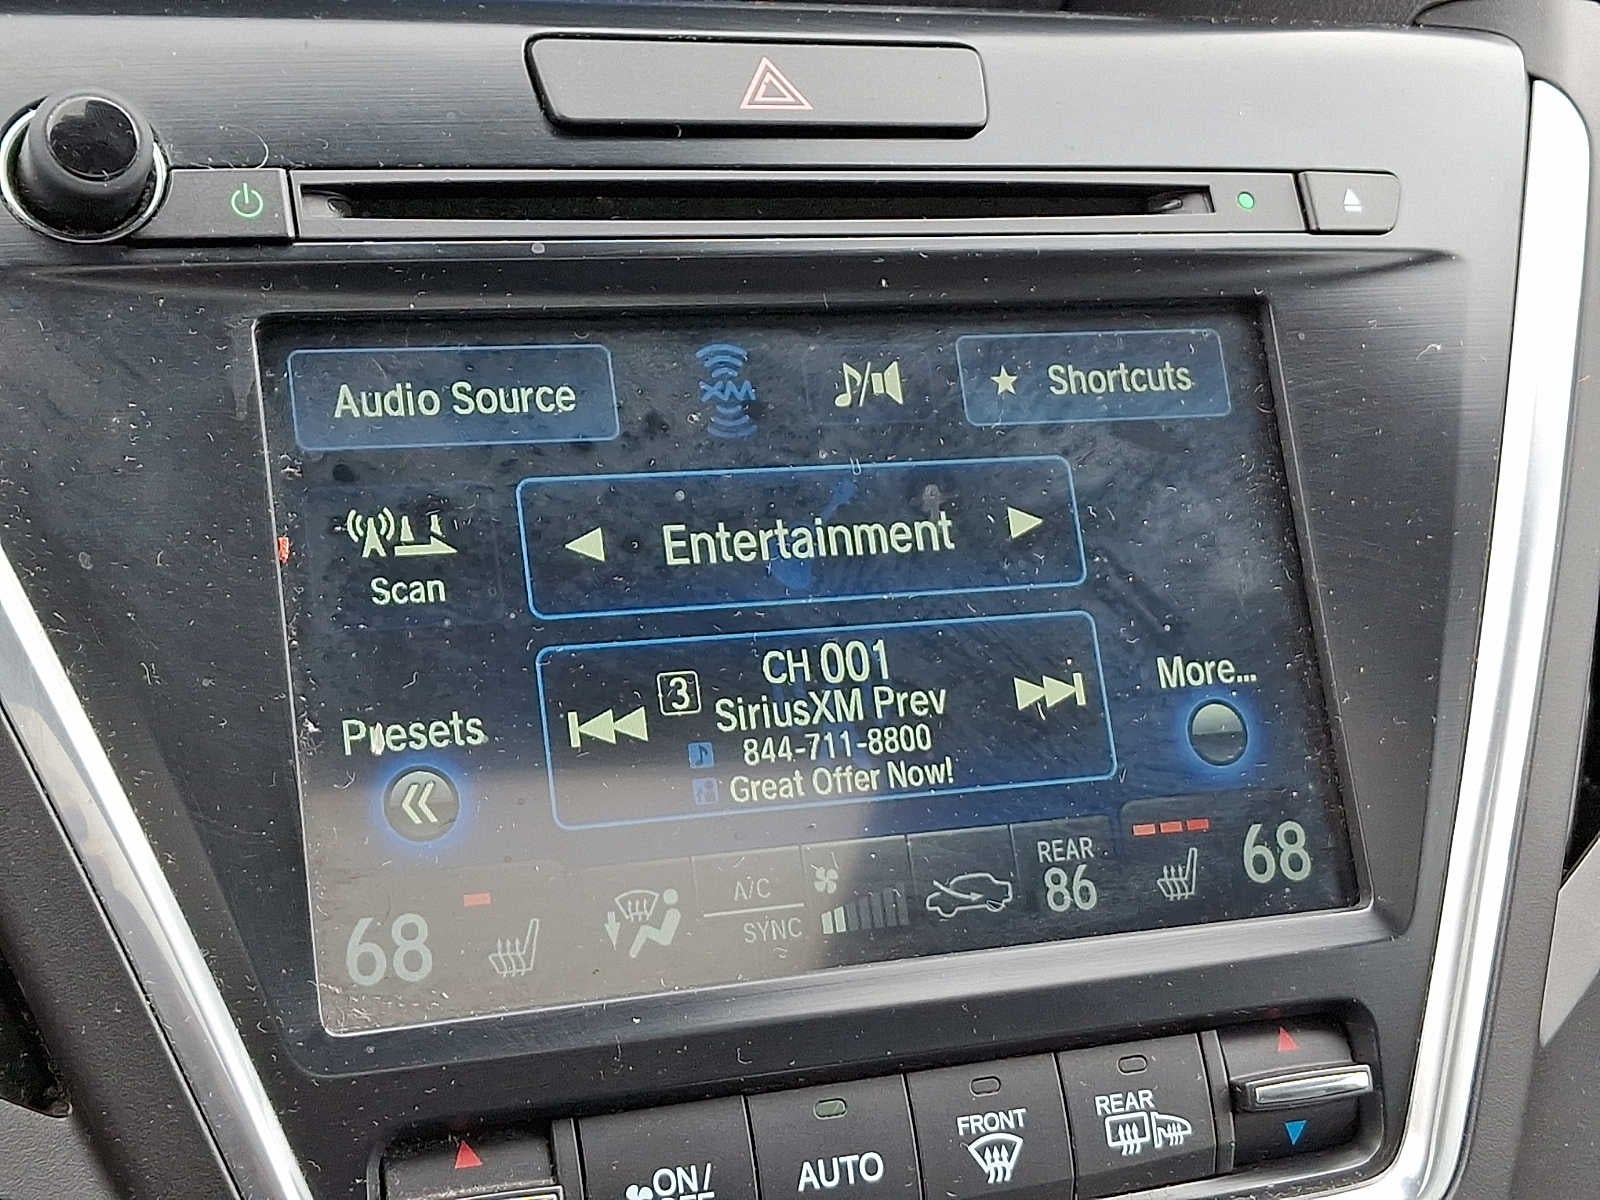 Audio Source
XM
Shortcuts
Entertainment
Scan
CH 001
3
SiriusXM Prev
844-711-8800
Great Offer Now!
Presets
More...
68
A/C
SYNC
REAR
86
68
ON/
AUTO
FRONT
REAR